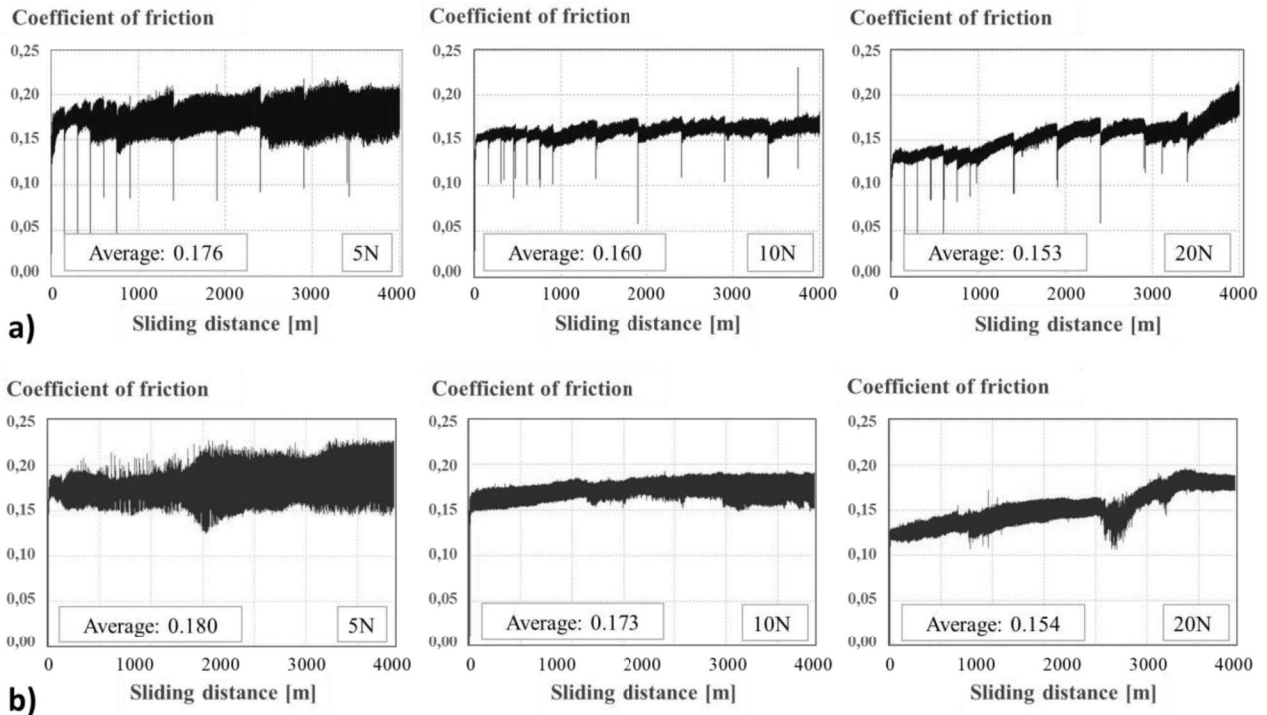 Coefficient of friction
0,25
0,20
0,15
0,10
0,05
0,00
Average: 0.176
5N
0 1000 2000 3000 4000
Sliding distance [m]
Coefficient of friction
0,25
0,20
0,15
0,10
0,05
0,00
Average: 0.160
10N
0 1000 2000 3000 4000
Sliding distance [m]
Coefficient of friction
0,25
0,20
0,15
0,10
0,05
0,00
Average: 0.153
20N
0 1000 2000 3000 4000
Sliding distance [m]
a)
Coefficient of friction
0,25
0,20
0,15
0,10
0,05
0,00
Average: 0.180
5N
0 1000 2000 3000 4000
Sliding distance [m]
Coefficient of friction
0,25
0,20
0,15
0,10
0,05
0,00
Average: 0.173
10N
0 1000 2000 3000 4000
Sliding distance [m]
Coefficient of friction
0,25
0,20
0,15
0,10
0,05
0,00
Average: 0.154
20N
0 1000 2000 3000 4000
Sliding distance [m]
b)